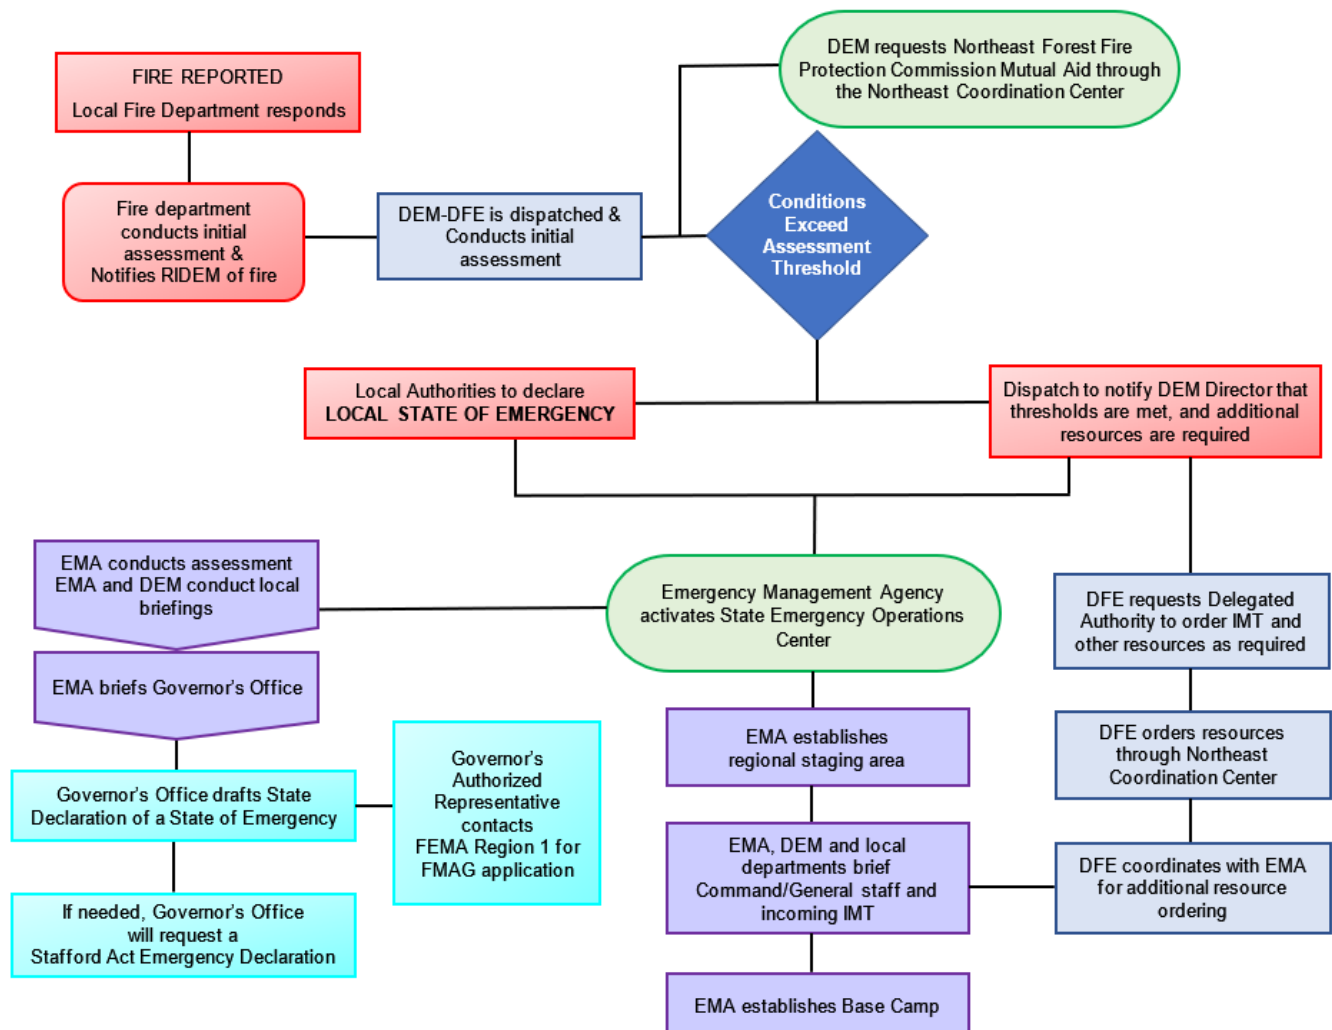 FIRE REPORTED
Local Fire Department responds
DEM requests Northeast Forest Fire
Protection Commission Mutual Aid through
the Northeast Coordination Center
Fire department
conducts initial
assessment &
Notifies RIDEM of fire
DEM-DFE is dispatched &
Conducts initial
assessment
Conditions
Exceed
Assessment
Threshold
Local Authorities to declare
LOCAL STATE OF EMERGENCY
Dispatch to notify DEM Director that
thresholds are met, and additional
resources are required
EMA conducts assessment
EMA and DEM conduct local
briefings
Emergency Management Agency
activates State Emergency Operations
Center
DFE requests Delegated
Authority to order IMT and
other resources as required
EMA briefs Governor's Office
EMA establishes
regional staging area
DFE orders resources
through Northeast
Coordination Center
Governor's Office drafts State
Declaration of a State of Emergency
Governor's
Authorized
Representative
contacts
FEMA Region 1 for
FMAG application
EMA, DEM and local
departments brief
Command/General staff and
incoming IMT
DFE coordinates with EMA
for additional resource
ordering
If needed, Governor's Office
will request a
Stafford Act Emergency Declaration
EMA establishes Base Camp